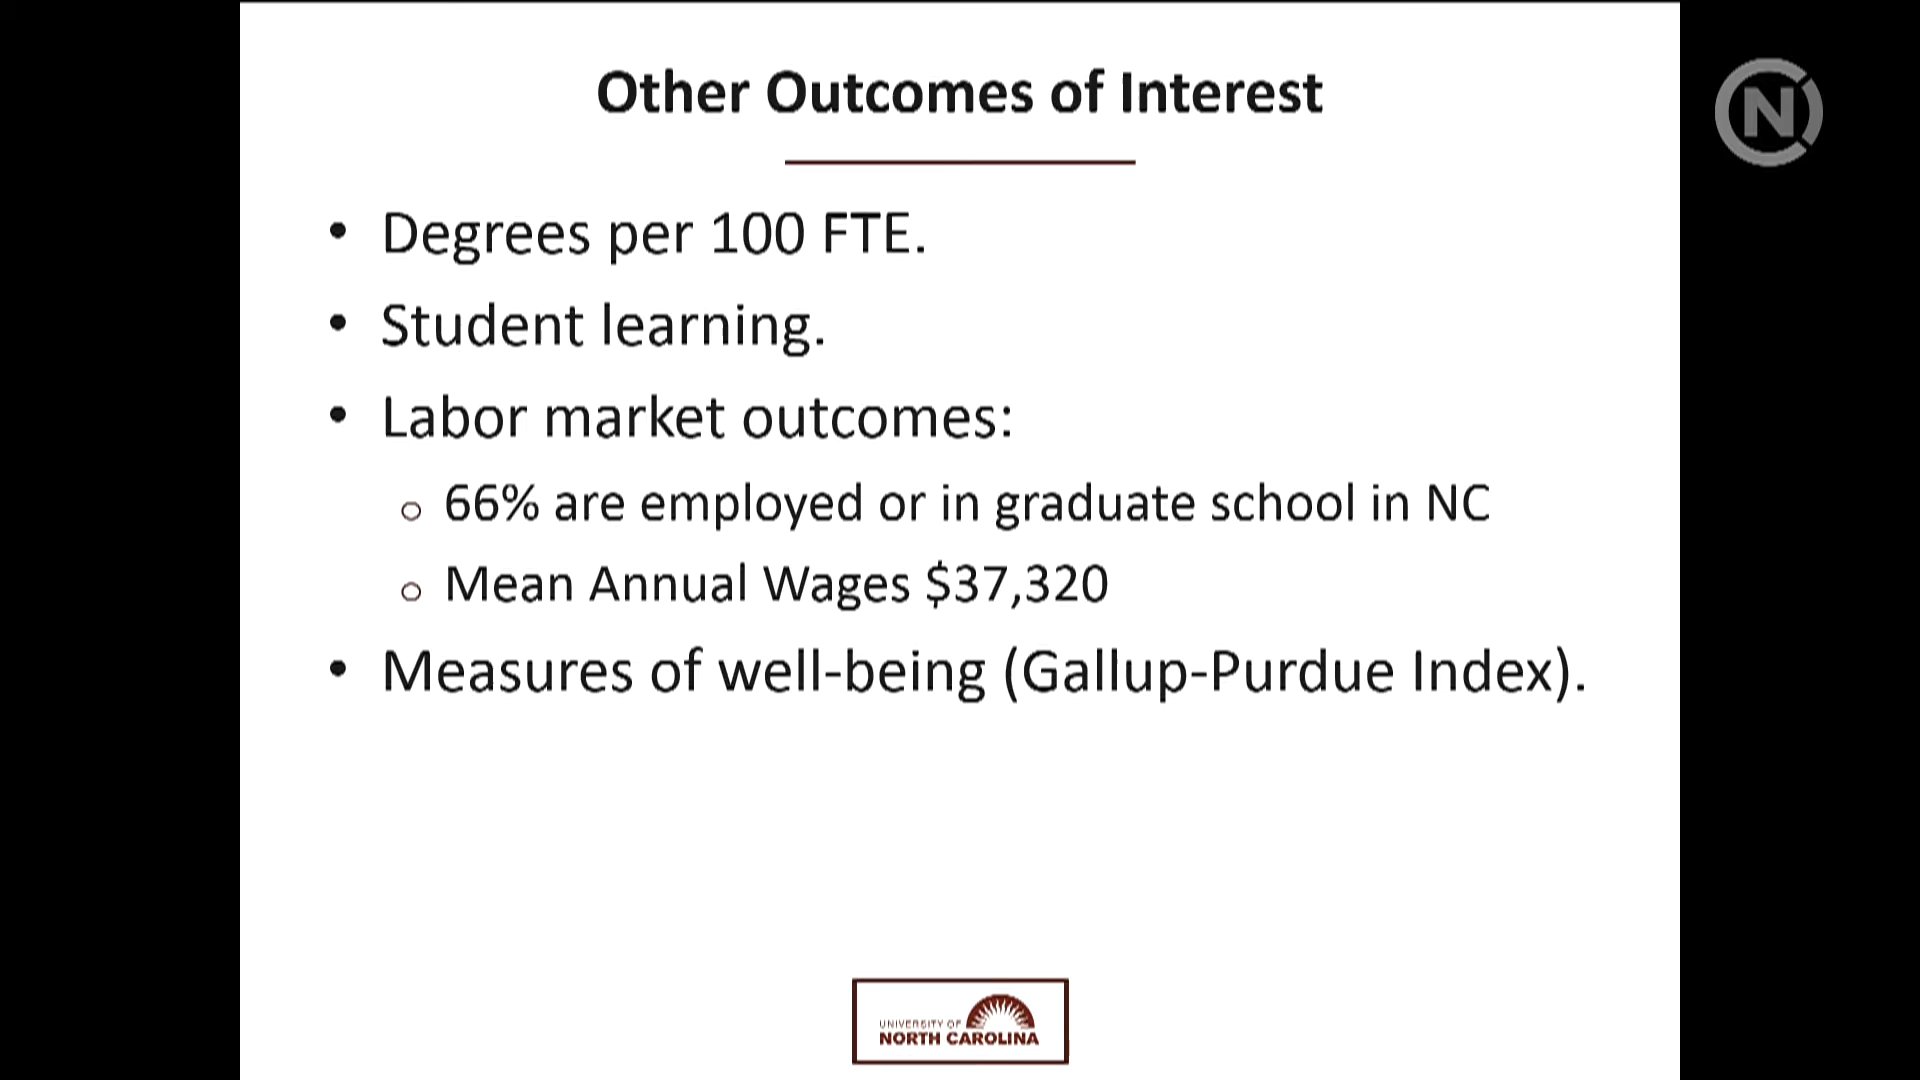 Other Outcomes of Interest
• Degrees per 100 FTE.
• Student learning.
• Labor market outcomes:
o 66% are employed or in graduate school in NC
o Mean Annual Wages $37,320
• Measures of well-being (Gallup-Purdue Index).
UNIVERSITY OF
NORTH CAROLINA
N